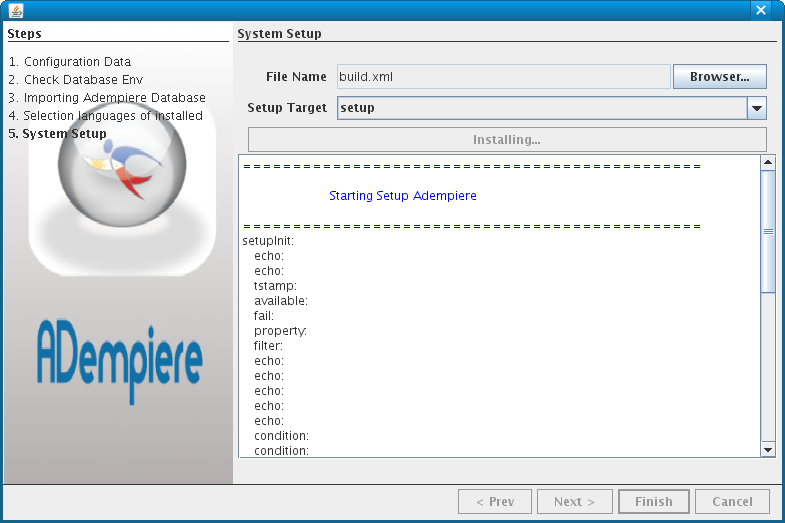 Steps
1. Configuration Data
2. Check Database Env
3. Importing Adempiere Database
4. Selection languages of installed
5. System Setup
ADempiere
System Setup
File Name build.xml Browser...
Setup Target setup
Installing...
===============================================
Starting Setup Adempiere
===============================================
setupInit:
echo:
echo:
tstamp:
available:
fail:
property:
filter:
echo:
echo:
echo:
echo:
echo:
condition:
condition:
< Prev Next > Finish Cancel